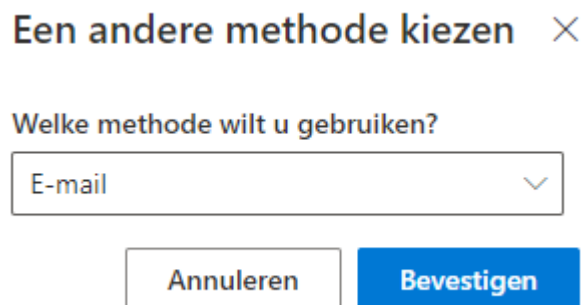 Een andere methode kiezen
Welke methode wilt u gebruiken?
E-mail
Annuleren Bevestigen